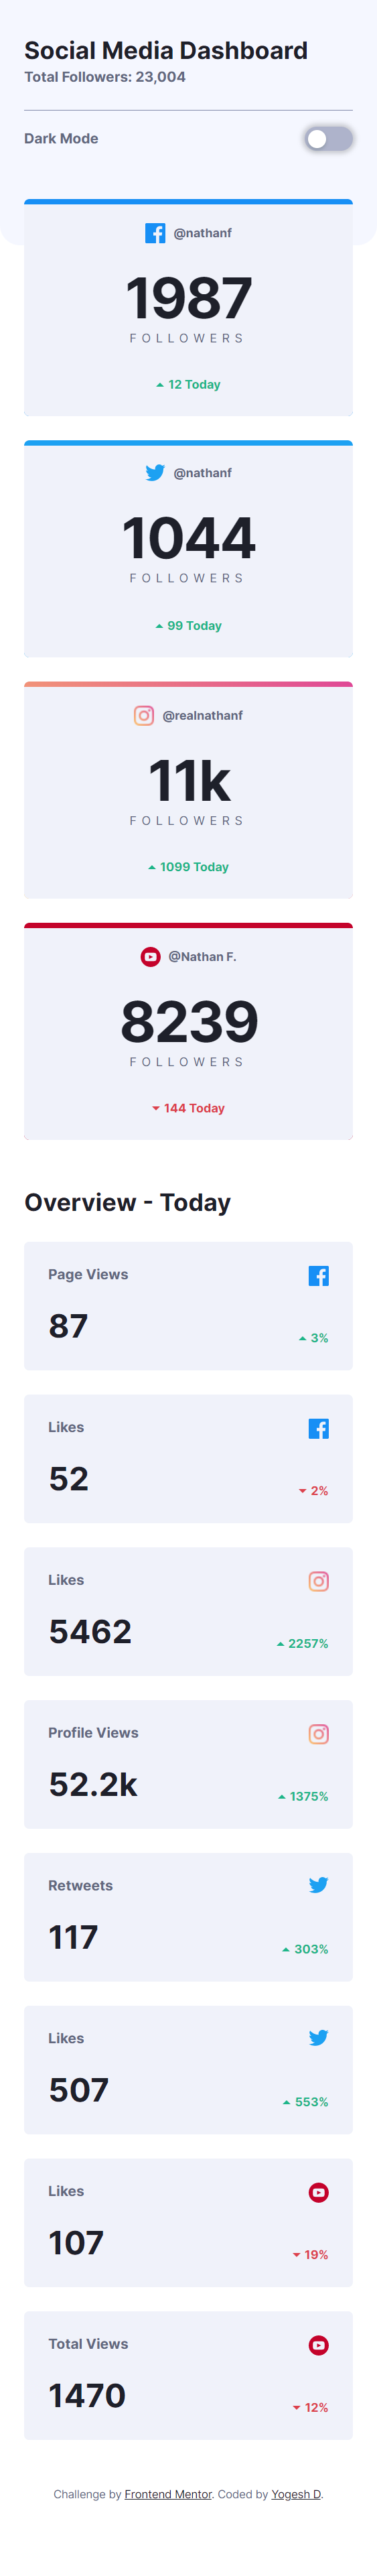 Social Media Dashboard
Total Followers: 23,004
Dark Mode
@nathanf
1987
FOLLOWERS
12 Today
@nathanf
1044
FOLLOWERS
99 Today
@realnathanf
11k
FOLLOWERS
1099 Today
@Nathan F.
8239
FOLLOWERS
144 Today
Overview - Today
Page Views
87
3%
Likes
52
2%
Likes
5462
2257%
Profile Views
52.2k
1375%
Retweets
117
303%
Likes
507
553%
Likes
107
19%
Total Views
1470
12%
Challenge by Frontend Mentor. Coded by Yogesh D.